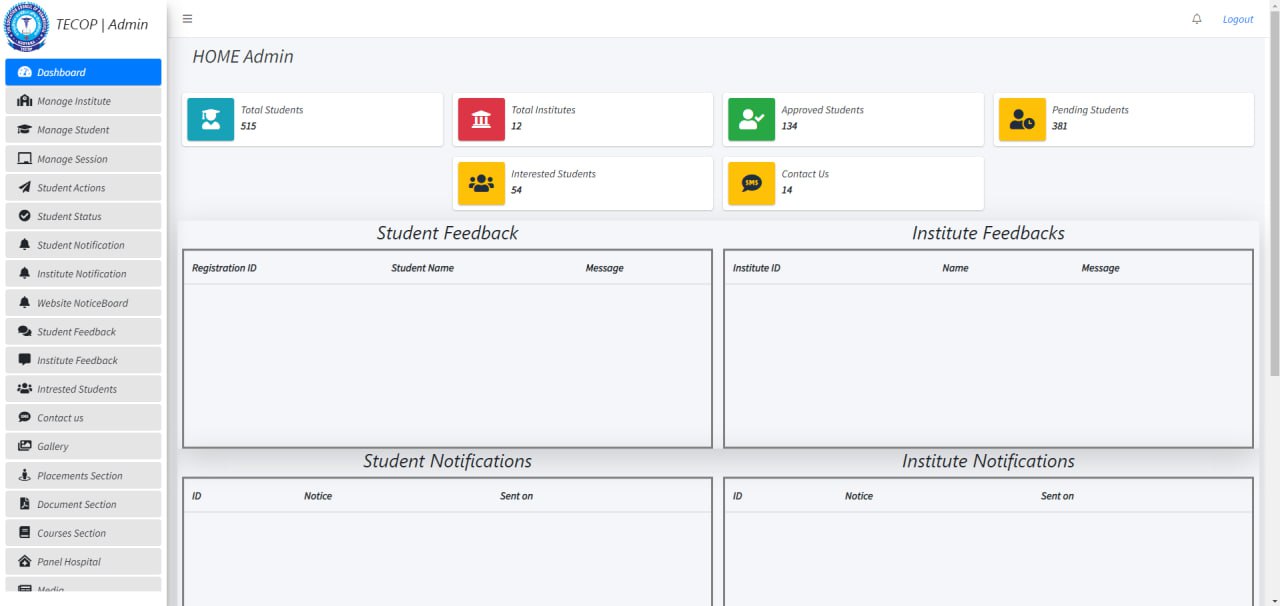 TECOP | Admin
Logout
Dashboard
Manage Institute
Manage Student
Manage Session
Student Actions
Student Status
Student Notification
Institute Notification
Website NoticeBoard
Student Feedback
Institute Feedback
Intrested Students
Contact us
Gallery
Placements Section
Document Section
Courses Section
Panel Hospital
Media
HOME Admin
Total Students
515
Total Institutes
12
Approved Students
134
Pending Students
381
Interested Students
54
SMS
Contact Us
14
Student Feedback
Registration ID Student Name Message
Institute Feedbacks
Institute ID Name Message
Student Notifications
ID Notice Sent on
Institute Notifications
ID Notice Sent on